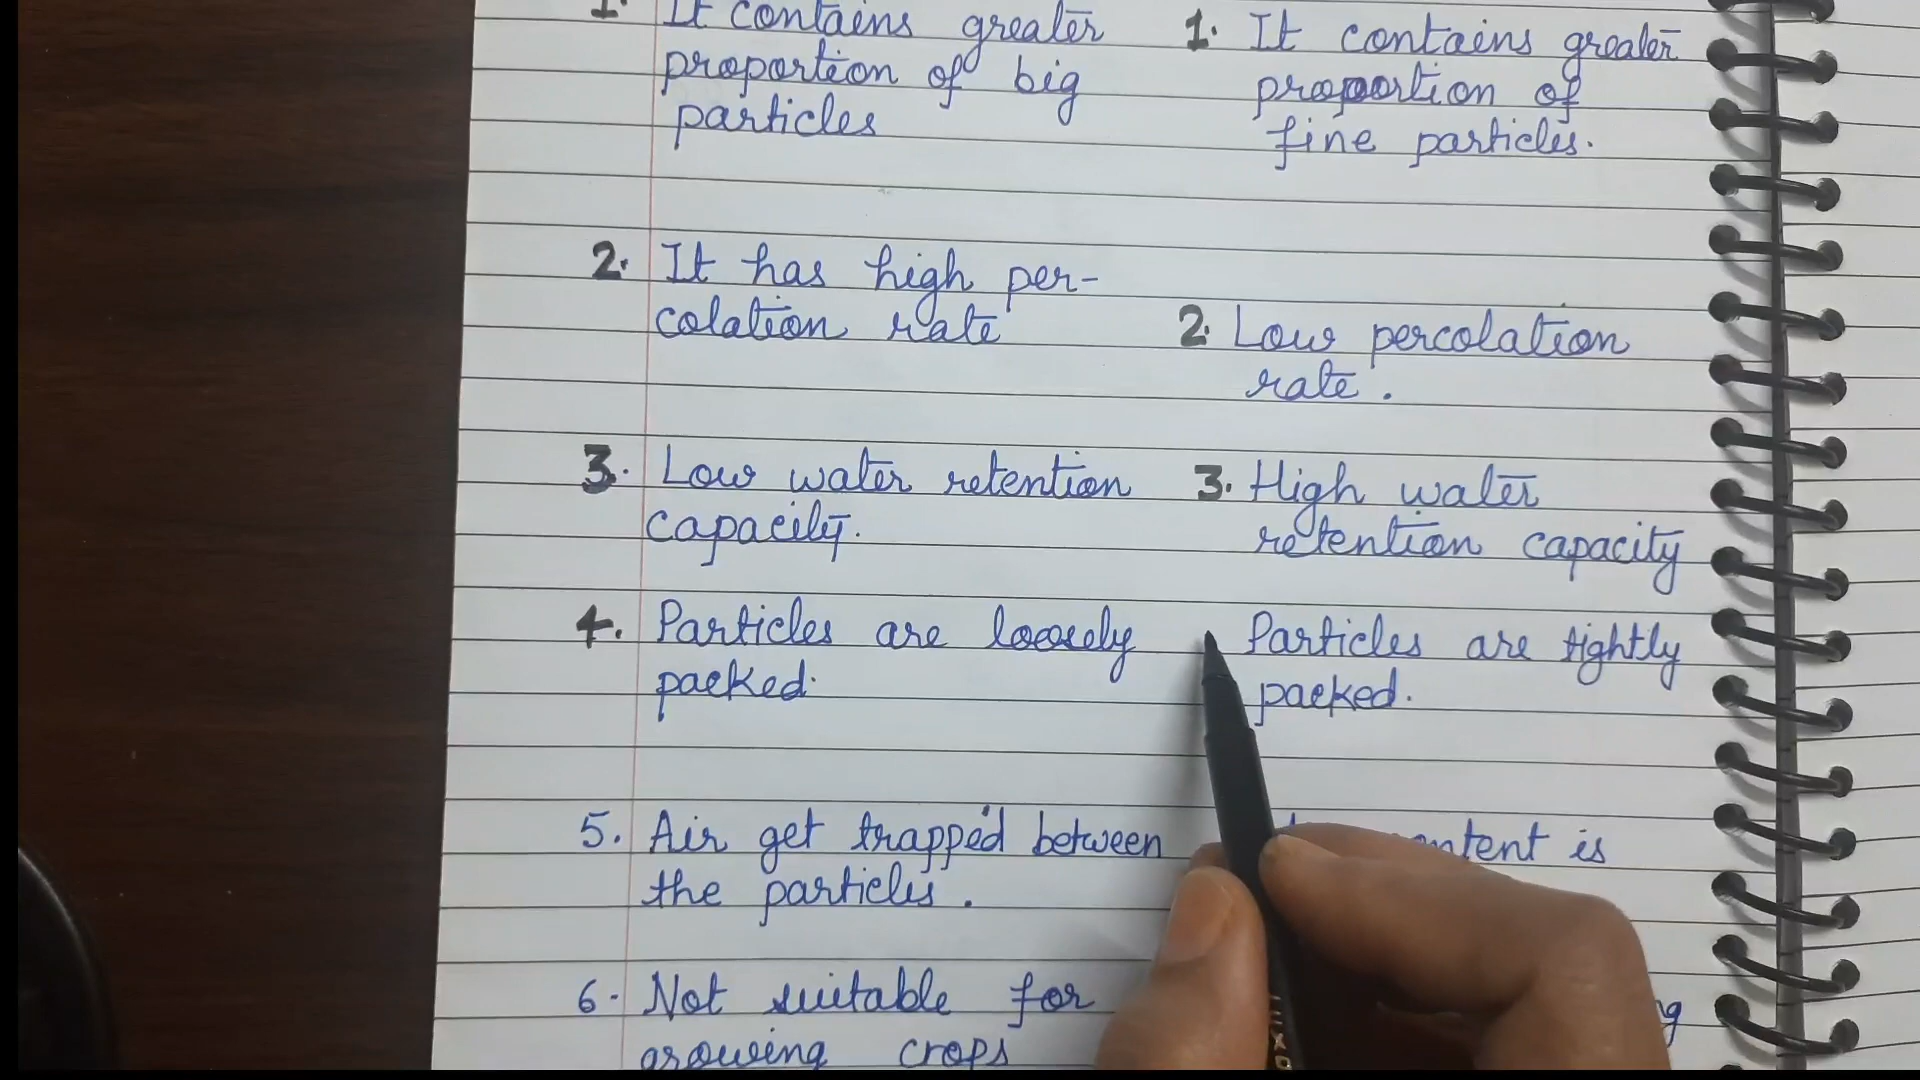 1. It contains greater
proportion of big
particles
2. It has high per-
colation rate
3. Low water retention
capacity.
4. Particles are loosely
packed.
5. Air get trapped between
the particles.
6. Not suitable for
growing crops
1. It contains greater
proportion of
fine particles.
2. Low percolation
rate.
3. High water
retention capacity
Particles are tightly
packed.
is